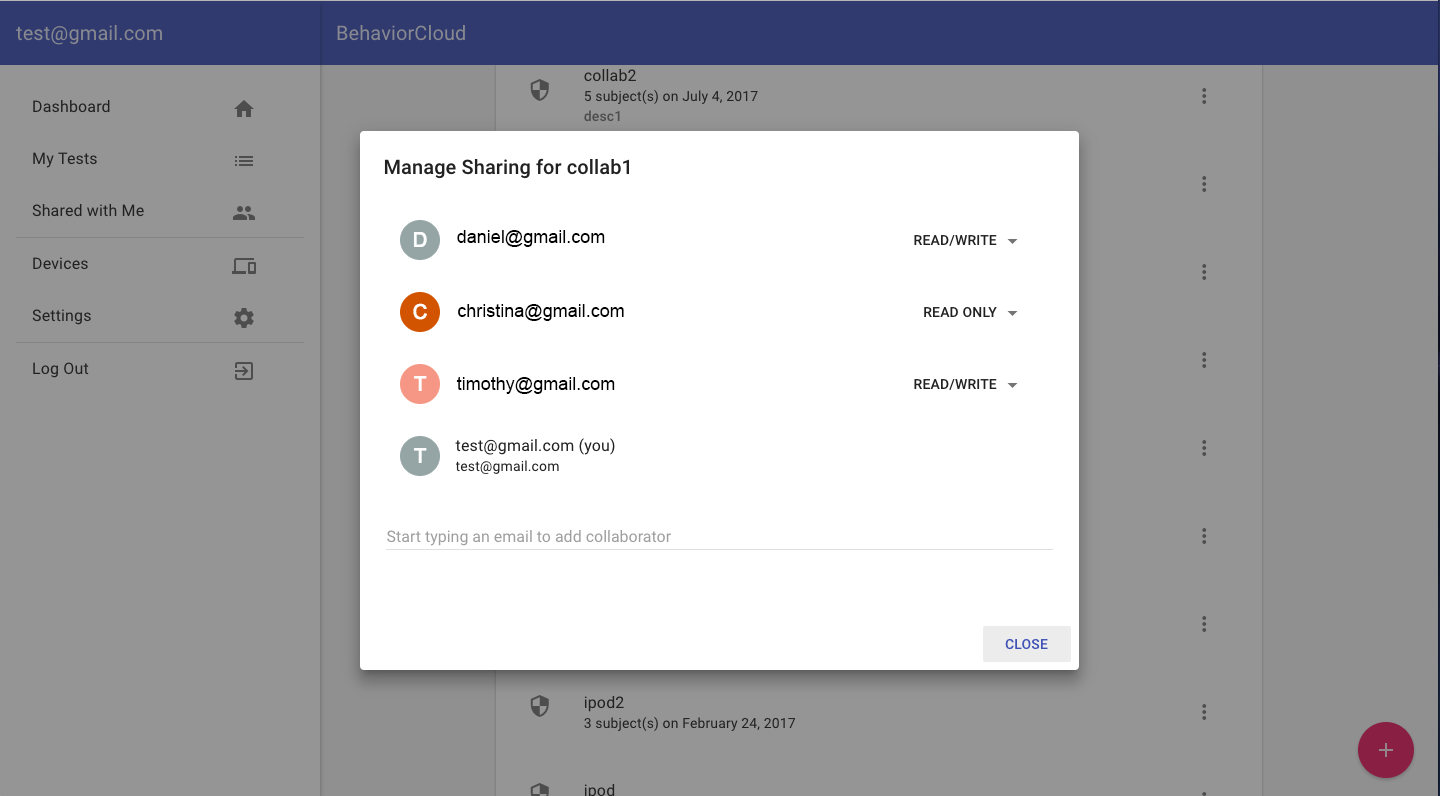 test@gmail.com
BehaviorCloud
Dashboard
My Tests
Shared with Me
Devices
Settings
Log Out
collab2
5 subject(s) on July 4, 2017
desc1
Manage Sharing for collab1
D daniel@gmail.com READ/WRITE
C christina@gmail.com READ ONLY
T timothy@gmail.com READ/WRITE
T test@gmail.com (you)
test@gmail.com
Start typing an email to add collaborator
CLOSE
ipod2
3 subject(s) on February 24, 2017
ipod